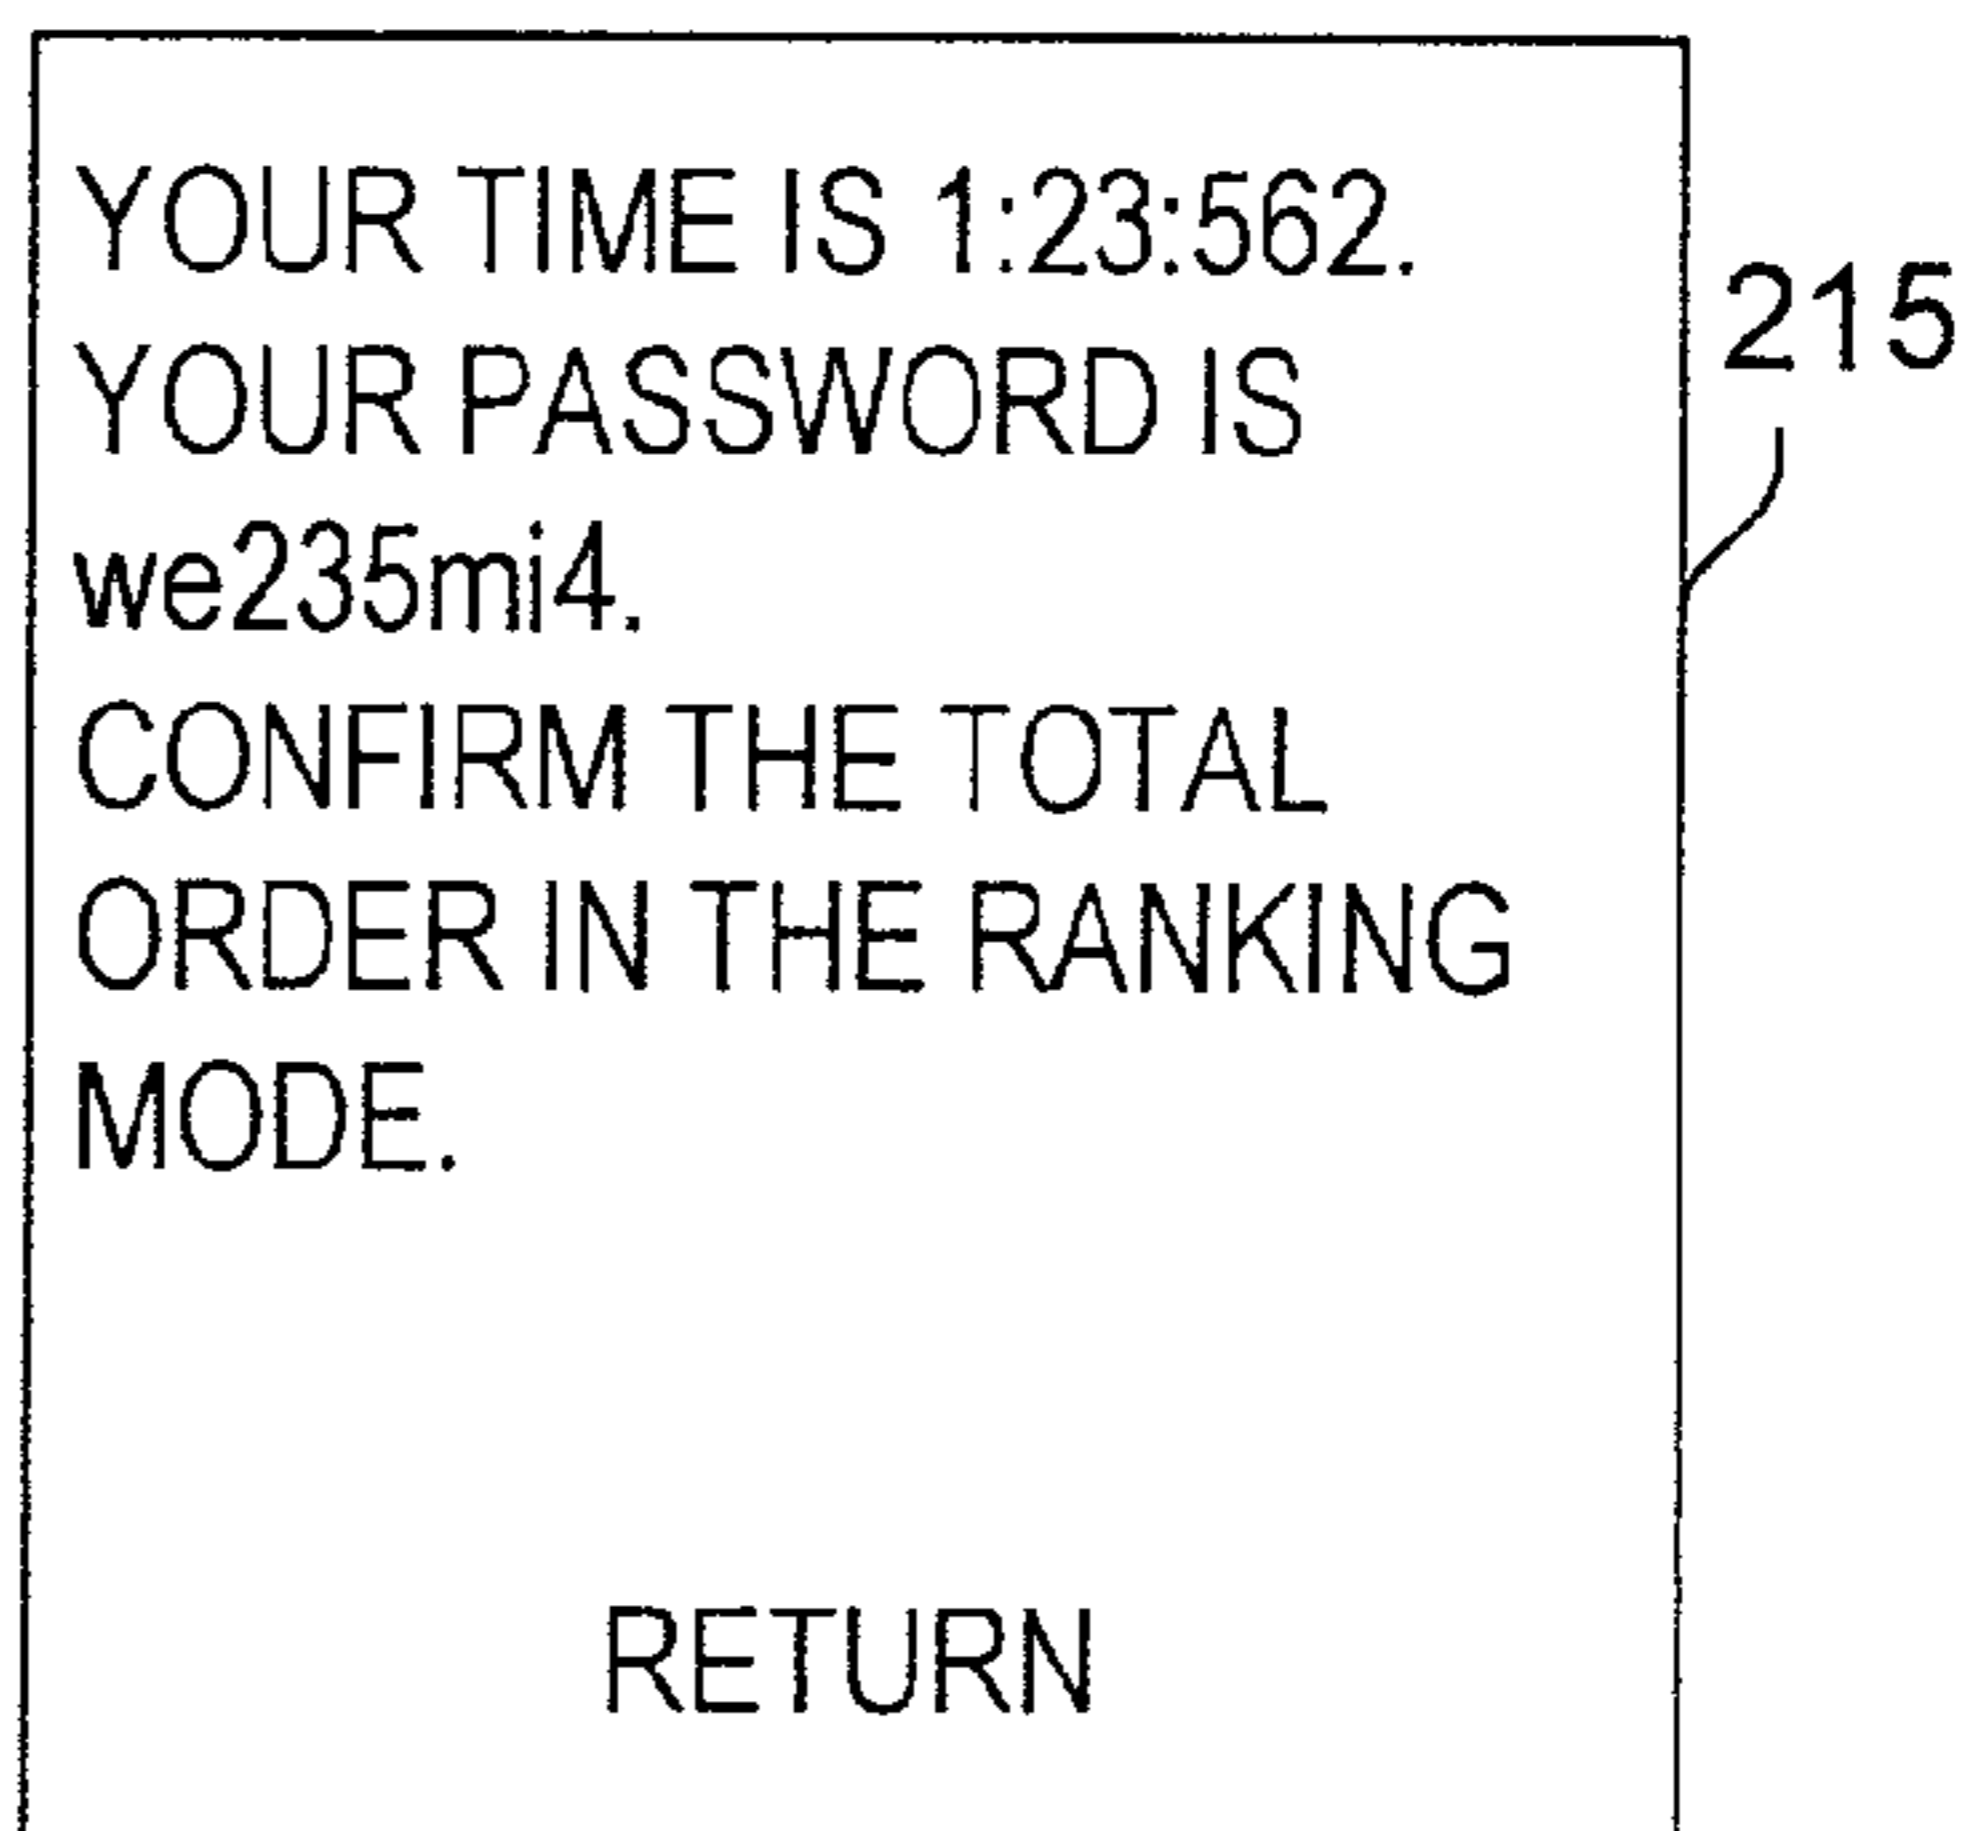 YOUR TIME IS 1:23:562.
YOUR PASSWORD IS
we235mi4.
CONFIRM THE TOTAL
ORDER IN THE RANKING
MODE.
RETURN
215